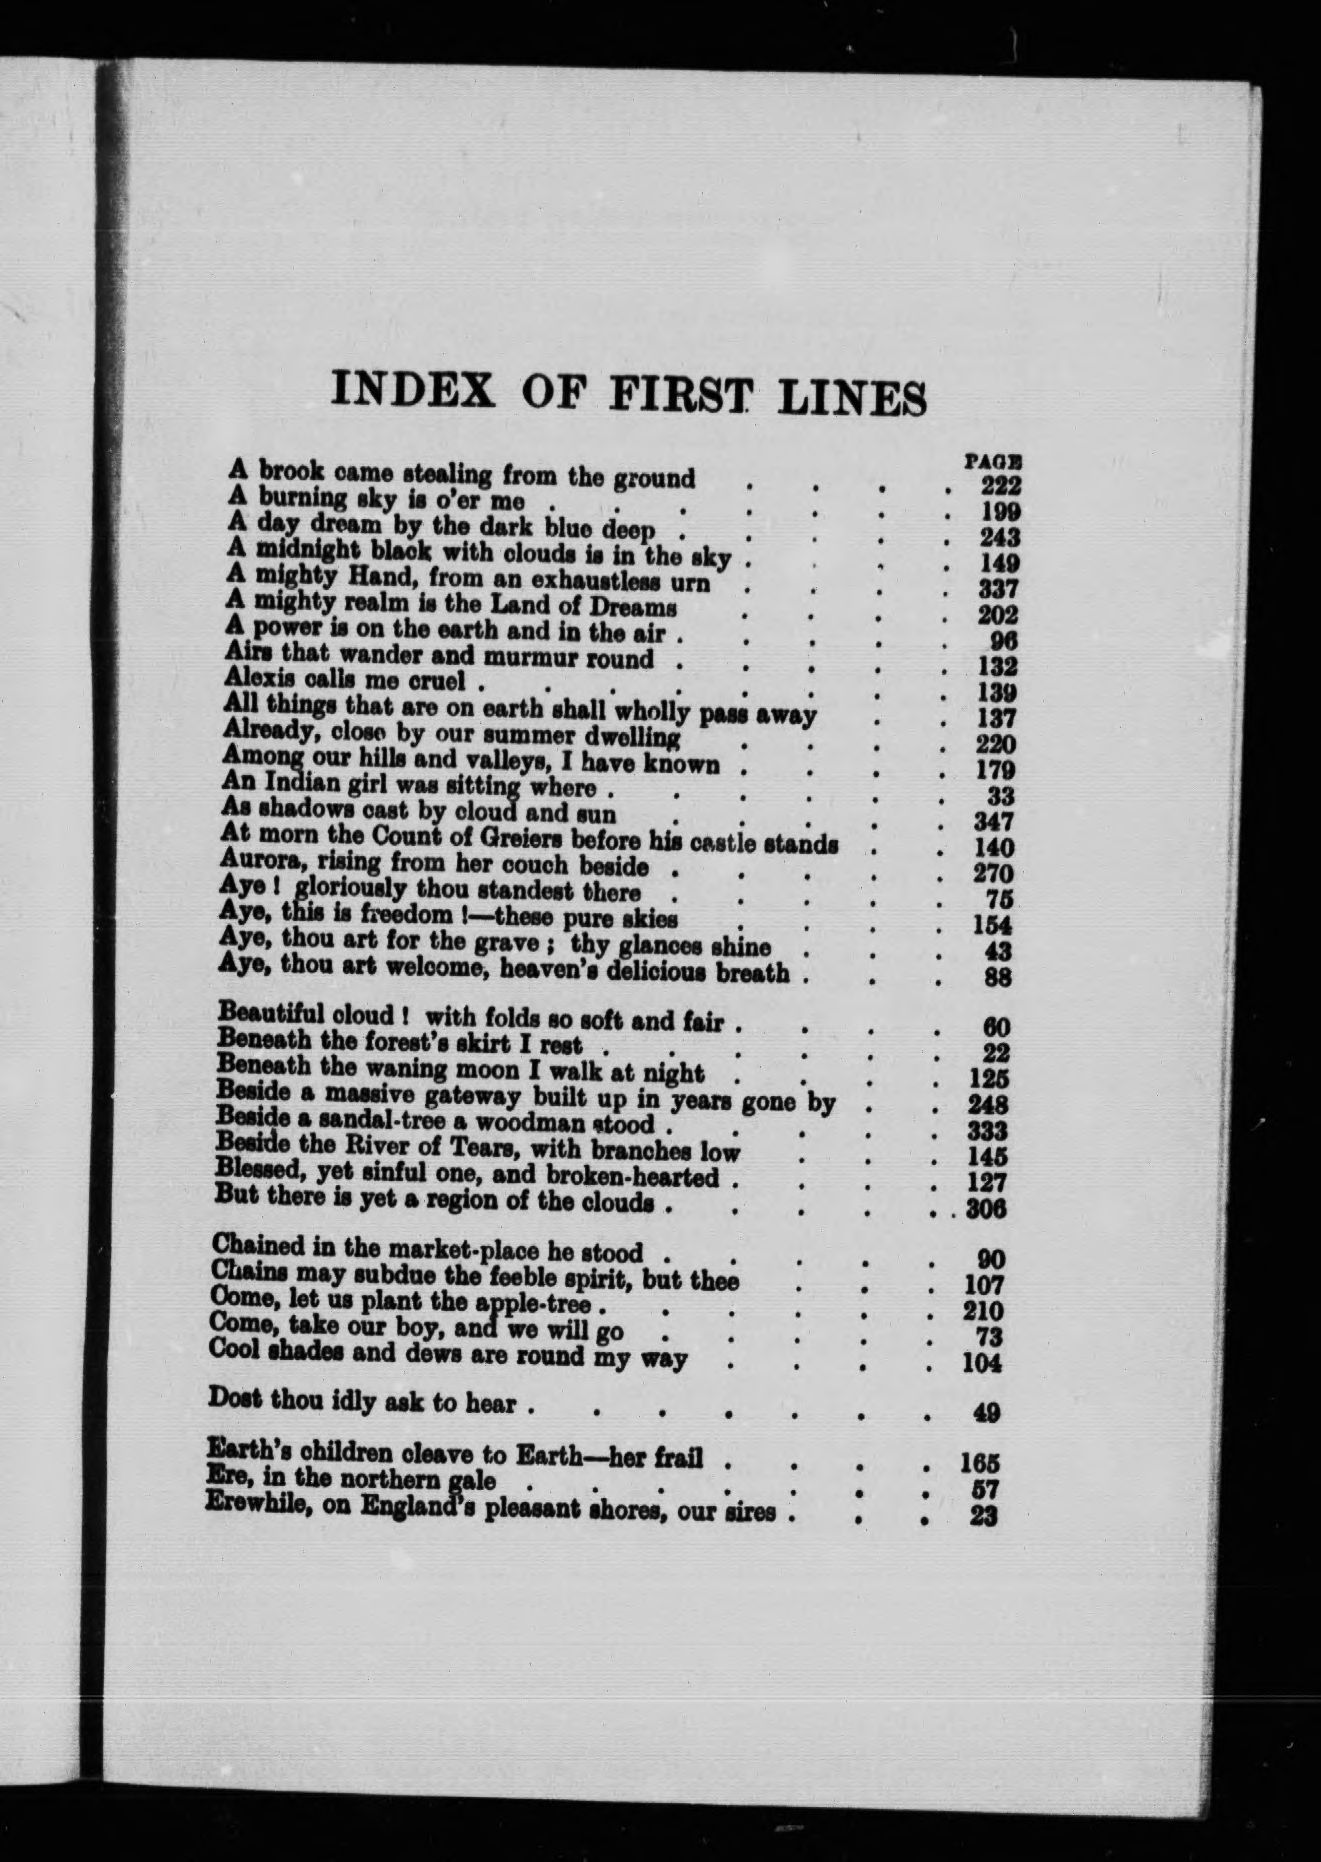 INDEX OF FIRST LINES
PAGE
A brook came stealing from the ground . . . . 222
A burning sky is o'er me . . . . . . . 199
A day dream by the dark blue deep . . . . . 243
A midnight black with clouds is in the sky . . . . 149
A mighty Hand, from an exhaustless urn . . . . 337
A mighty realm is the Land of Dreams . . . . 202
A power is on the earth and in the air . . . . . 96
Airs that wander and murmur round . . . . . 132
Alexis calls me cruel . . . . . . . . 139
All things that are on earth shall wholly pass away . . 137
Already, close by our summer dwelling . . . . 220
Among our hills and valleys, I have known . . . . 179
An Indian girl was sitting where . . . . . . 33
As shadows cast by cloud and sun . . . . . 347
At morn the Count of Greiers before his castle stands . . 140
Aurora, rising from her couch beside . . . . . 270
Aye ! gloriously thou standest there . . . . . 75
Aye, this is freedom !—these pure skies . . . . 154
Aye, thou art for the grave ; thy glances shine . . . 43
Aye, thou art welcome, heaven's delicious breath . . . 88
Beautiful cloud ! with folds so soft and fair . . . . 60
Beneath the forest's skirt I rest . . . . . . 22
Beneath the waning moon I walk at night . . . . 125
Beside a massive gateway built up in years gone by . . 248
Beside a sandal-tree a woodman stood . . . . . 333
Beside the River of Tears, with branches low . . . 145
Blessed, yet sinful one, and broken-hearted . . . . 127
But there is yet a region of the clouds . . . . . . 306
Chained in the market-place he stood . . . . . 90
Chains may subdue the feeble spirit, but thee . . . 107
Come, let us plant the apple-tree . . . . . . 210
Come, take our boy, and we will go . . . . . 73
Cool shades and dews are round my way . . . . 104
Dost thou idly ask to hear . . . . . . . 49
Earth's children cleave to Earth—her frail . . . . 165
Ere, in the northern gale . . . . . . . 57
Erewhile, on England's pleasant shores, our sires . . . 23